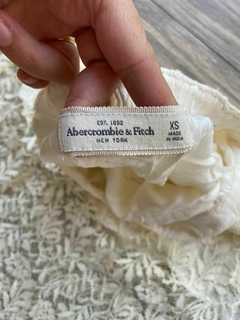 EST. 1892
Abercrombie & Fitch
NEW YORK
XS
MADE
IN INDIA